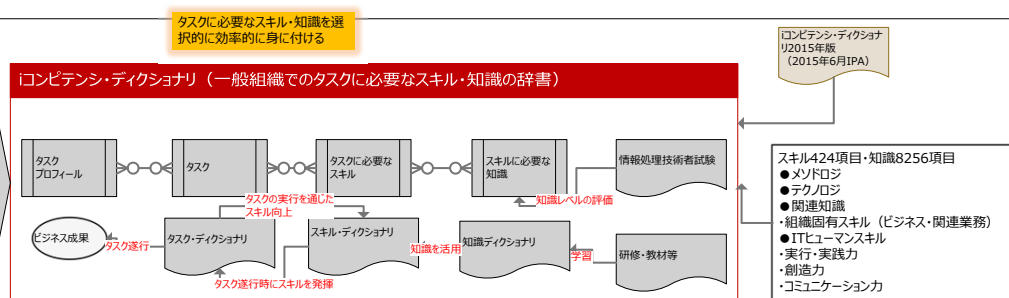 タスクに必要なスキル・知識を選
択的に効率的に身に付ける
iコンピテンシ・ディクショナ
リ2015年版
（2015年6月IPA）
iコンピテンシ・ディクショナリ（一般組織でのタスクに必要なスキル・知識の辞書）
タスク
プロフィール
タスク
タスクに必要な
スキル
スキルに必要な
知識
情報処理技術者試験
タスクの実行を通じた
スキル向上
知識レベルの評価
ビジネス成果
タスク遂行
タスク・ディクショナリ
スキル・ディクショナリ
知識を活用
知識ディクショナリ
学習
研修・教材等
タスク遂行時にスキルを発揮
スキル424項目・知識8256項目
●メソドロジ
●テクノロジ
●関連知識
・組織固有スキル（ビジネス・関連業務）
●ITヒューマンスキル
・実行・実践力
・創造力
・コミュニケーション力